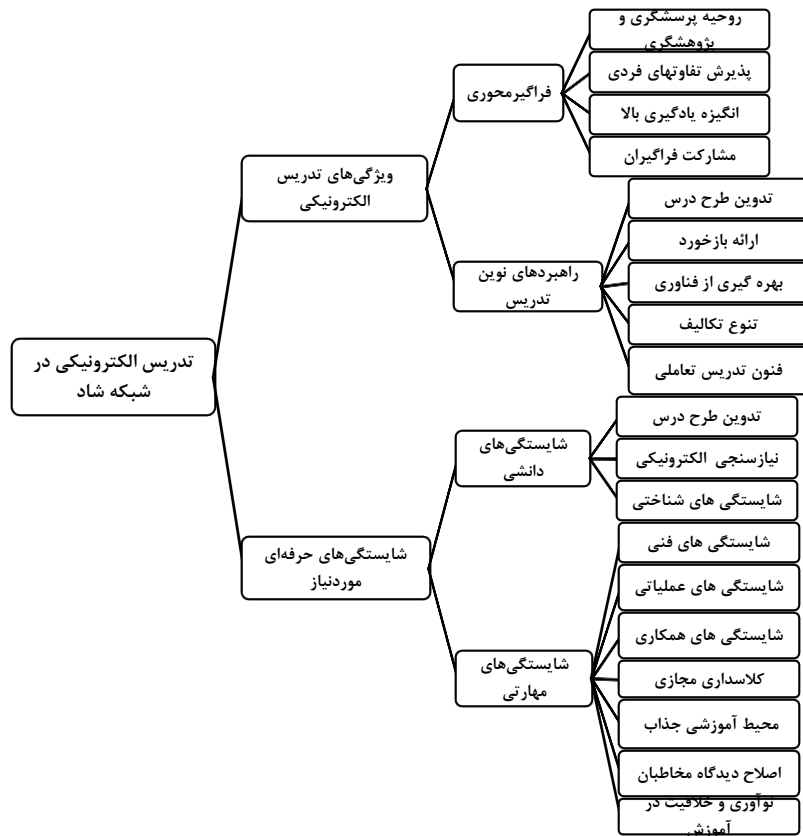 تدریس الکترونیکی در
شبکه شاد
ویژگی‌های تدریس
الکترونیکی
فراگیرمحوری
روحیه پرسشگری و
پژوهشگری
پذیرش تفاوتهای فردی
انگیزه یادگیری بالا
مشارکت فراگیران
راهبردهای نوین
تدریس
تدوین طرح درس
ارائه بازخورد
بهره گیری از فناوری
تنوع تکالیف
فنون تدریس تعاملی
شایستگی‌های حرفه‌ای
موردنیاز
شایستگی‌های
دانشی
تدوین طرح درس
نیازسنجی الکترونیکی
شایستگی های شناختی
شایستگی‌های
مهارتی
شایستگی های فنی
شایستگی های عملیاتی
شایستگی های همکاری
کلاسداری مجازی
محیط آموزشی جذاب
اصلاح دیدگاه مخاطبان
نوآوری و خلاقیت در
آموزش